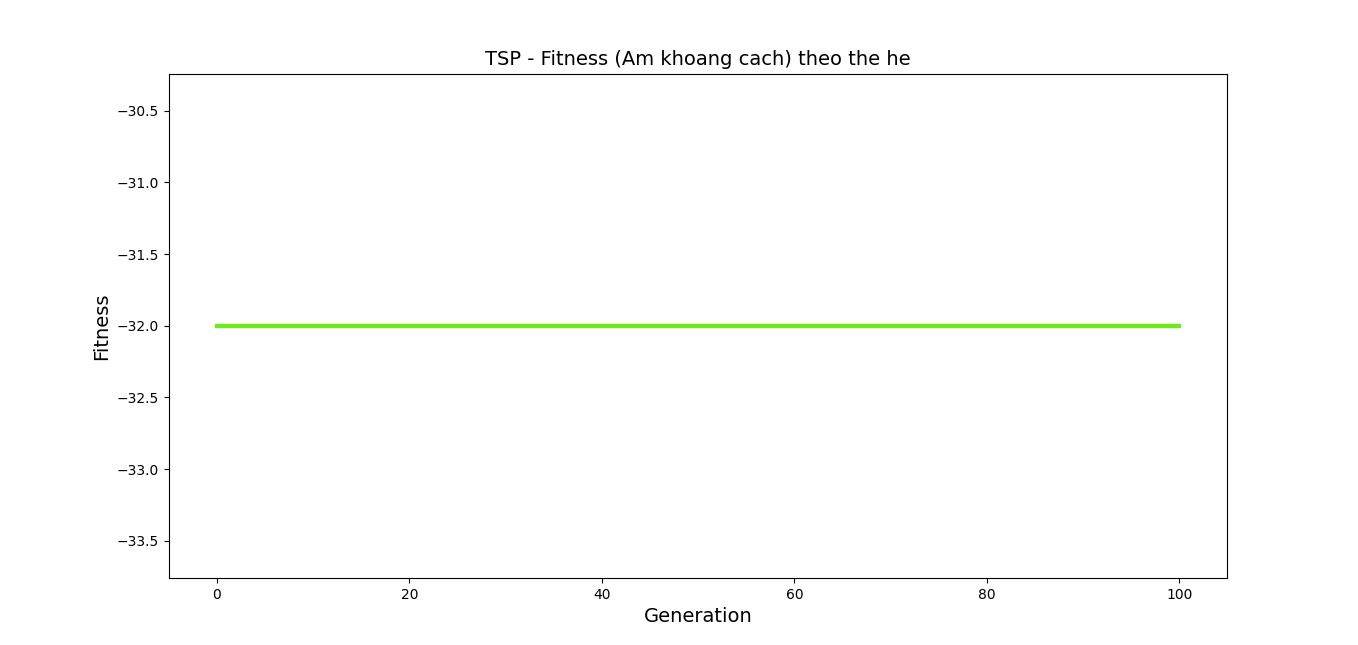 TSP - Fitness (Am khoang cach) theo the he
−30.5
−31.0
−31.5
−32.0
−32.5
−33.0
−33.5
Fitness
0 20 40 60 80 100
Generation